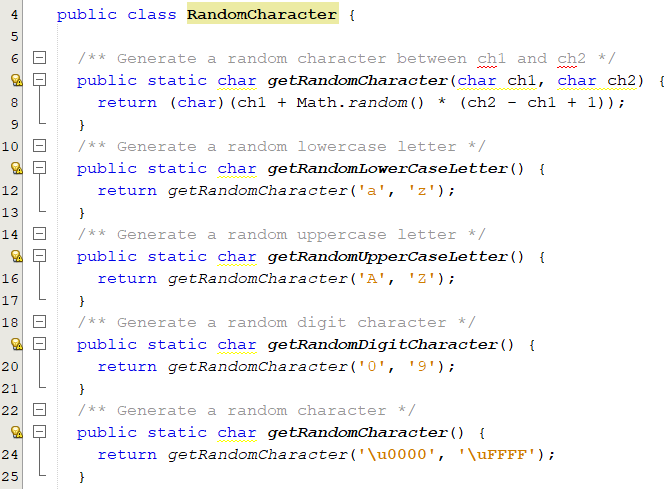 4 public class RandomCharacter {
5
6 /** Generate a random character between ch1 and ch2 */
public static char getRandomCharacter(char ch1, char ch2) {
8 return (char)(ch1 + Math.random() * (ch2 - ch1 + 1));
9 }
10 /** Generate a random lowercase letter */
public static char getRandomLowerCaseLetter() {
12 return getRandomCharacter('a', 'z');
13 }
14 /** Generate a random uppercase letter */
public static char getRandomUpperCaseLetter() {
16 return getRandomCharacter('A', 'Z');
17 }
18 /** Generate a random digit character */
public static char getRandomDigitCharacter() {
20 return getRandomCharacter('0', '9');
21 }
22 /** Generate a random character */
public static char getRandomCharacter() {
24 return getRandomCharacter('\u0000', '\uFFFF');
25 }